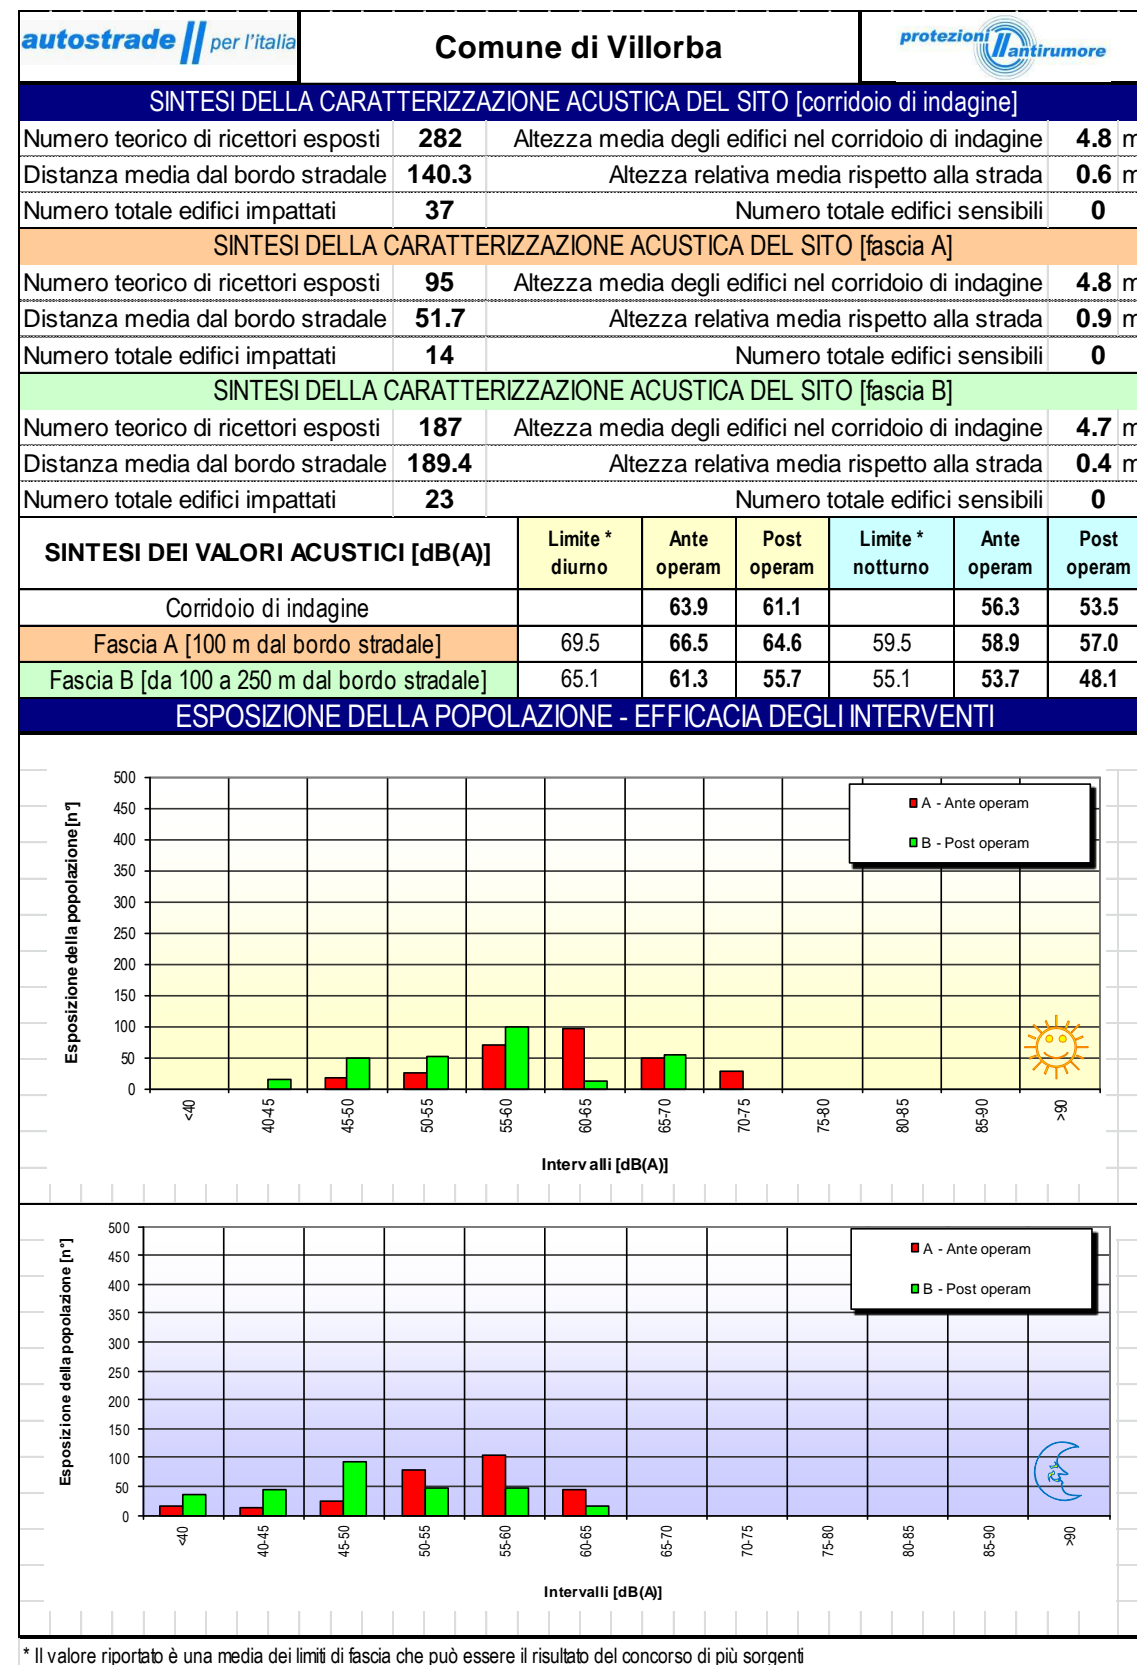 autostrade per l'italia
Comune di Villorba
protezioni antirumore
SINTESI DELLA CARATTERIZZAZIONE ACUSTICA DEL SITO [corridoio di indagine]
Numero teorico di ricettori esposti 282 Altezza media degli edifici nel corridoio di indagine 4.8 m
Distanza media dal bordo stradale 140.3 Altezza relativa media rispetto alla strada 0.6 m
Numero totale edifici impattati 37 Numero totale edifici sensibili 0
SINTESI DELLA CARATTERIZZAZIONE ACUSTICA DEL SITO [fascia A]
Numero teorico di ricettori esposti 95 Altezza media degli edifici nel corridoio di indagine 4.8 m
Distanza media dal bordo stradale 51.7 Altezza relativa media rispetto alla strada 0.9 m
Numero totale edifici impattati 14 Numero totale edifici sensibili 0
SINTESI DELLA CARATTERIZZAZIONE ACUSTICA DEL SITO [fascia B]
Numero teorico di ricettori esposti 187 Altezza media degli edifici nel corridoio di indagine 4.7 m
Distanza media dal bordo stradale 189.4 Altezza relativa media rispetto alla strada 0.4 m
Numero totale edifici impattati 23 Numero totale edifici sensibili 0
SINTESI DEI VALORI ACUSTICI [dB(A)] Limite * diurno Ante operam Post operam Limite * notturno Ante operam Post operam
Corridoio di indagine 63.9 61.1 56.3 53.5
Fascia A [100 m dal bordo stradale] 69.5 66.5 64.6 59.5 58.9 57.0
Fascia B [da 100 a 250 m dal bordo stradale] 65.1 61.3 55.7 55.1 53.7 48.1
ESPOSIZIONE DELLA POPOLAZIONE - EFFICACIA DEGLI INTERVENTI
Esposizione della popolazione [n°]
500
450
400
350
300
250
200
150
100
50
0
A - Ante operam
B - Post operam
<40 40-45 45-50 50-55 55-60 60-65 65-70 70-75 75-80 80-85 85-90 >90
Intervalli [dB(A)]
Esposizione della popolazione [n°]
500
450
400
350
300
250
200
150
100
50
0
A - Ante operam
B - Post operam
<40 40-45 45-50 50-55 55-60 60-65 65-70 70-75 75-80 80-85 85-90 >90
Intervalli [dB(A)]
* Il valore riportato è una media dei limiti di fascia che può essere il risultato del concorso di più sorgenti